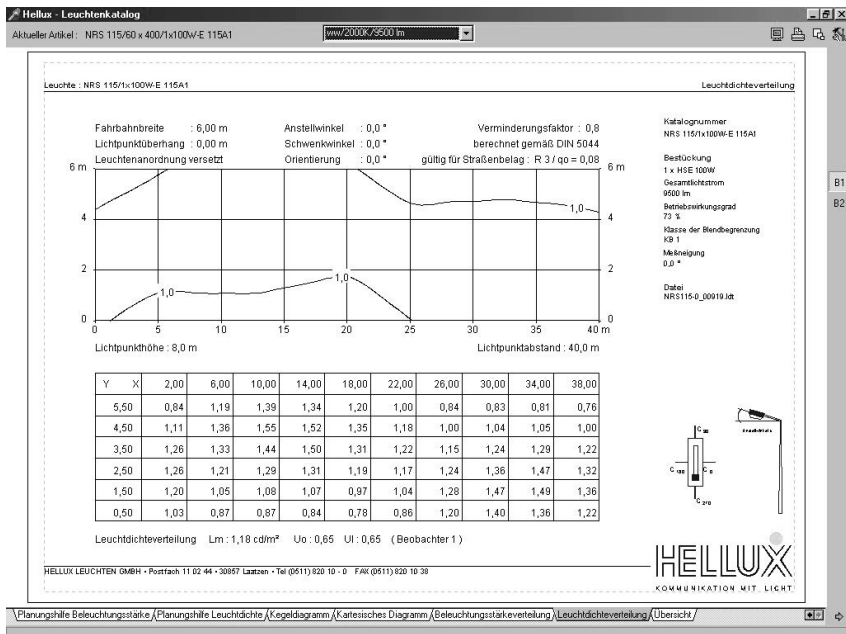 Hellux - Leuchtenkatalog
Aktueller Artikel : NRS 115/60 x 400/1x100W-E 115A1 ww/2000K/9500 lm
Leuchte : NRS 115/1x100W-E 115A1 Leuchtdichteverteilung
Fahrbahnbreite : 6,00 m Anstellwinkel : 0,0 ° Verminderungsfaktor : 0,8
Lichtpunktüberhang : 0,00 m Schwenkwinkel : 0,0 ° berechnet gemäß DIN 5044
Leuchtenanordnung versetzt Orientierung : 0,0 ° gültig für Straßenbelag : R 3 / qo = 0,08
6 m 6 m
1,0
4 4
2 2
1,0 1,0
0 0
0 5 10 15 20 25 30 35 40 m
Lichtpunkthöhe : 8,0 m Lichtpunktabstand : 40,0 m
Y X 2,00 6,00 10,00 14,00 18,00 22,00 26,00 30,00 34,00 38,00
5,50 0,84 1,19 1,39 1,34 1,20 1,00 0,84 0,83 0,81 0,76
4,50 1,11 1,36 1,55 1,52 1,35 1,18 1,00 1,04 1,05 1,00
3,50 1,26 1,33 1,44 1,50 1,31 1,22 1,15 1,24 1,29 1,22
2,50 1,26 1,21 1,29 1,31 1,19 1,17 1,24 1,36 1,47 1,32
1,50 1,20 1,05 1,08 1,07 0,97 1,04 1,28 1,47 1,49 1,36
0,50 1,03 0,87 0,87 0,84 0,78 0,86 1,20 1,40 1,36 1,22
Leuchtdichteverteilung Lm : 1,18 cd/m² Uo : 0,65 Ul : 0,65 ( Beobachter 1 )
Katalognummer
NRS 115/1x100W-E 115A1
Bestückung
1 x HSE 100W
Gesamtlichtstrom
9500 lm
Betriebswirkungsgrad
73 %
Klasse der Blendbegrenzung
KB 1
Meßneigung
0,0 °
Datei
NRS115-0_00919.ldt
B1
B2
C 90
C 180 C 0
C 270
HELLUX
KOMMUNIKATION MIT LICHT
HELLUX LEUCHTEN GMBH • Postfach 11 02 44 • 30857 Laatzen • Tel (0511) 820 10 - 0 FAX (0511) 820 10 38
Planungshilfe Beleuchtungsstärke Planungshilfe Leuchtdichte Kegeldiagramm Kartesisches Diagramm Beleuchtungsstärkeverteilung Leuchtdichteverteilung Übersicht